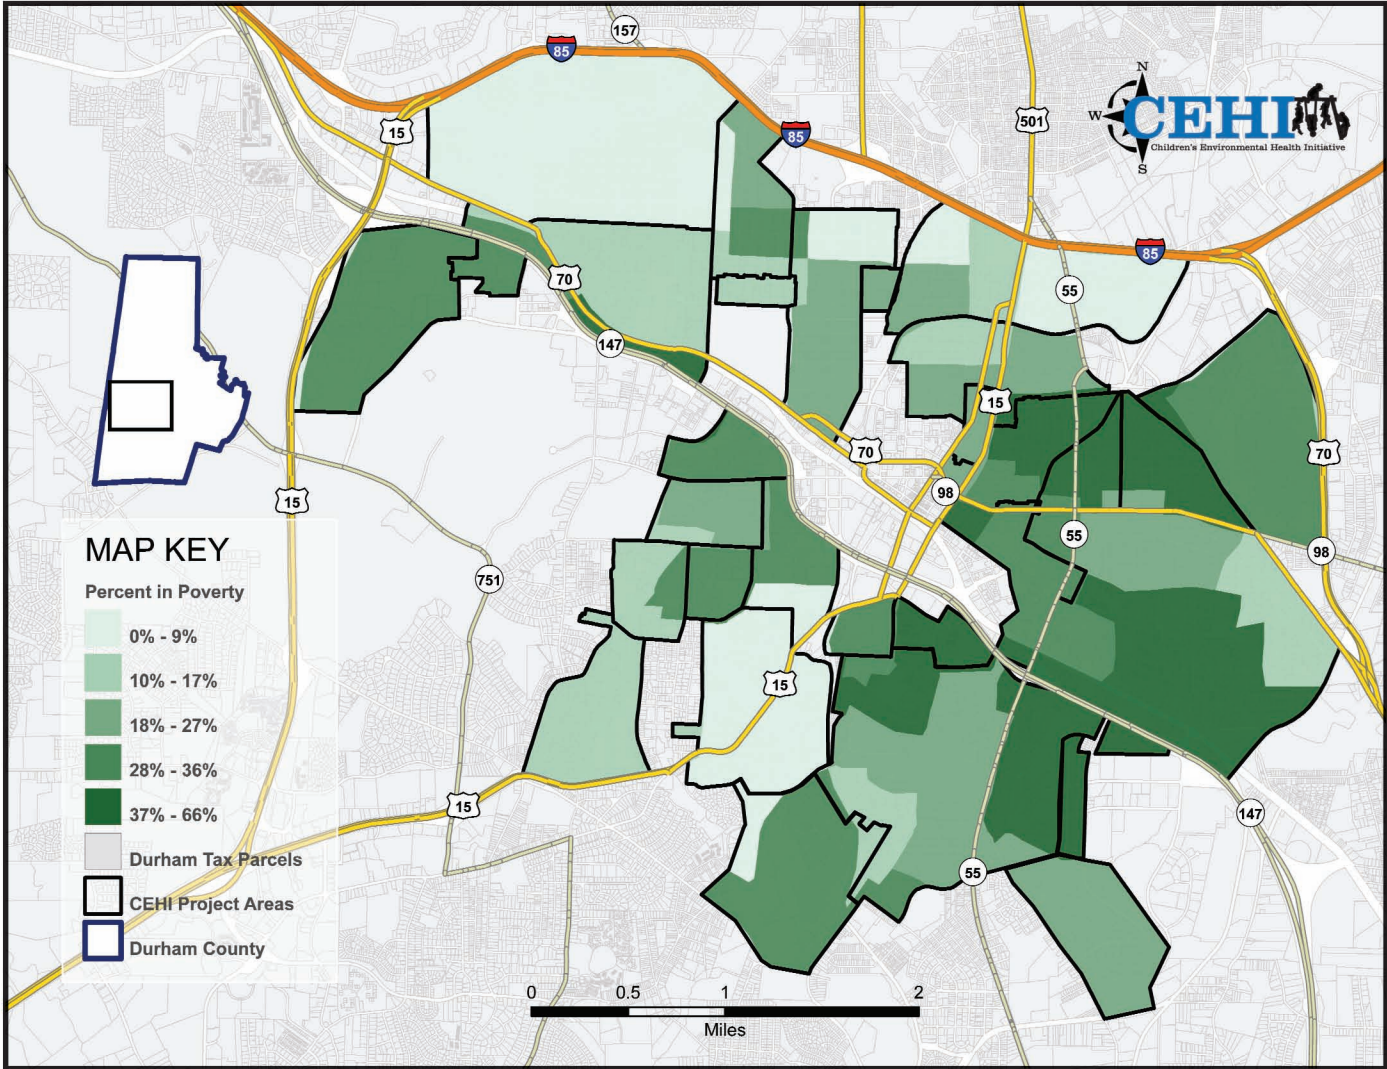 157
85
15
85
501
N
W
S
CEHI
Children's Environmental Health Initiative
85
55
70
147
15
70
70
15
98
55
98
751
15
15
147
55
MAP KEY
Percent in Poverty
0% - 9%
10% - 17%
18% - 27%
28% - 36%
37% - 66%
Durham Tax Parcels
CEHI Project Areas
Durham County
0 0.5 1 2
Miles